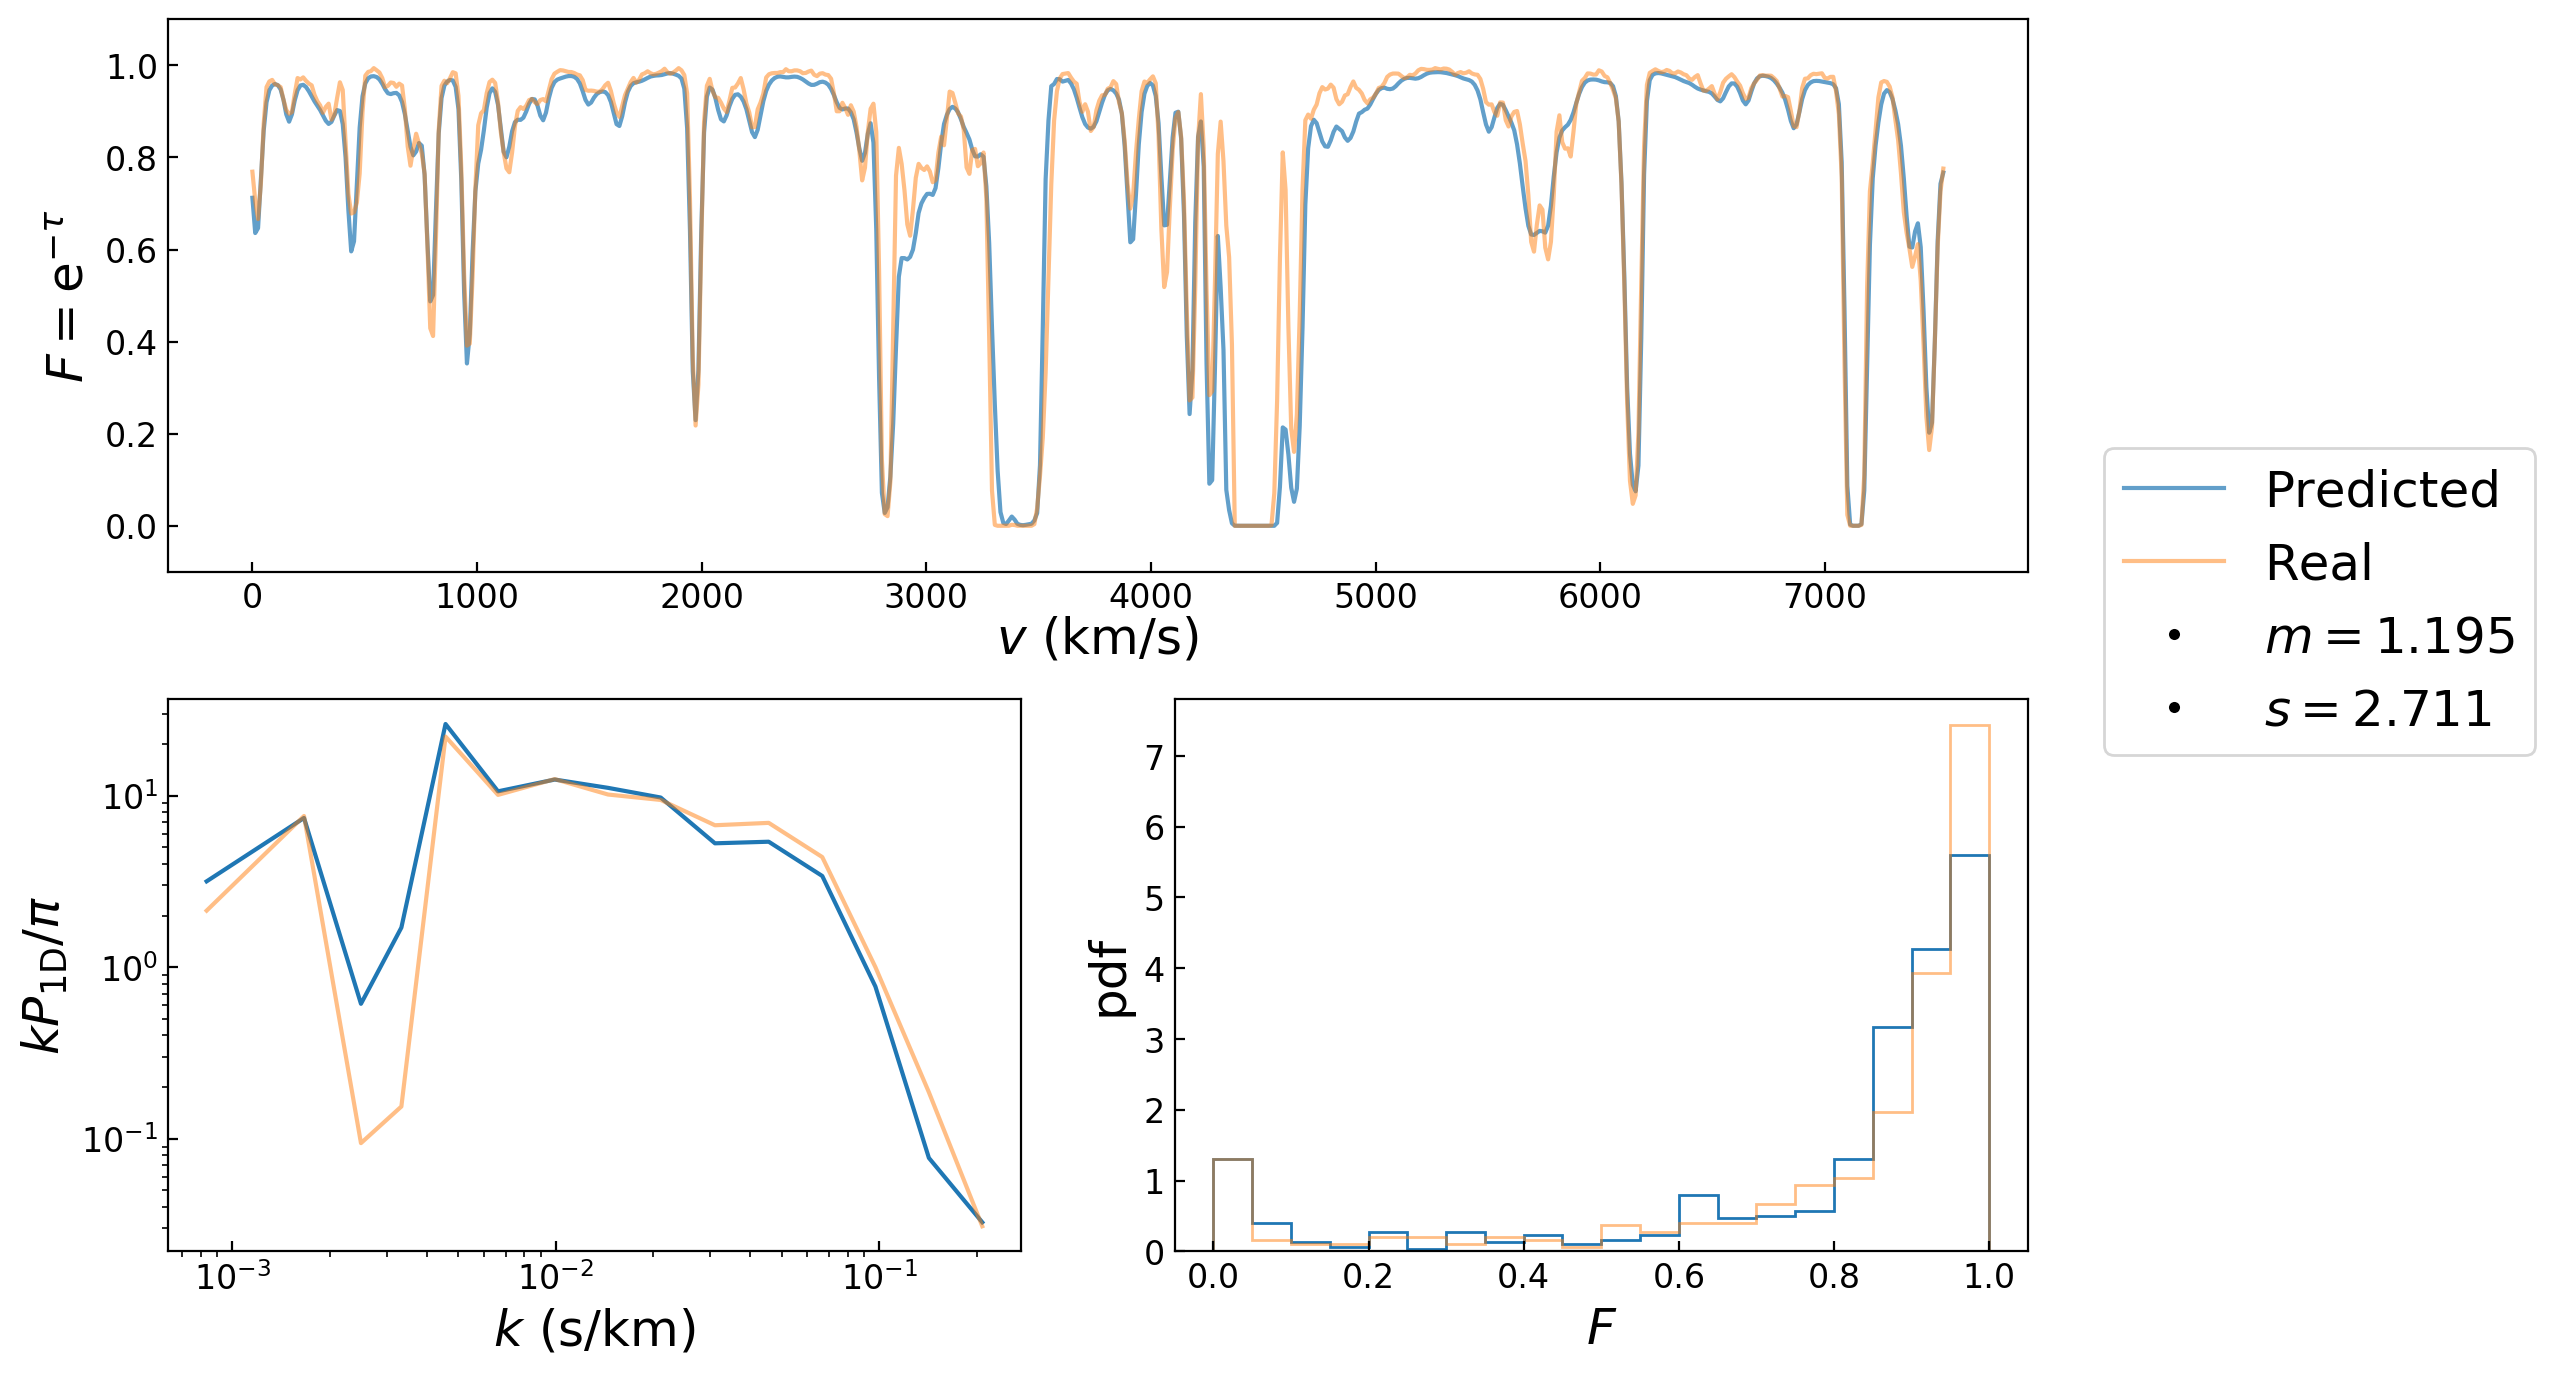 F = e^{−τ}
1.0
0.8
0.6
0.4
0.2
0.0
0 1000 2000 3000 4000 5000 6000 7000
v (km/s)
Predicted
Real
m = 1.195
s = 2.711
kP_{1D}/π
10^1
10^0
10^{−1}
10^{−3} 10^{−2} 10^{−1}
k (s/km)
pdf
7
6
5
4
3
2
1
0
0.0 0.2 0.4 0.6 0.8 1.0
F